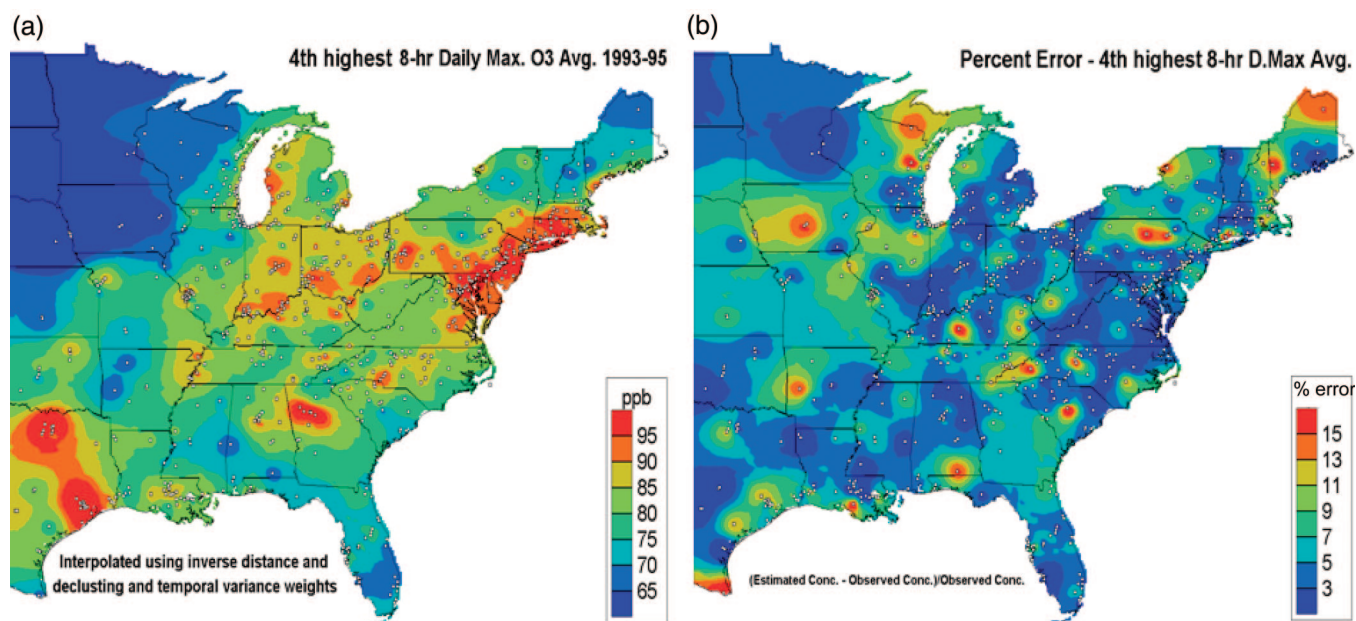 (a)
4th highest 8-hr Daily Max. O3 Avg. 1993-95
ppb
95
90
85
80
75
70
65
Interpolated using inverse distance and
declusting and temporal variance weights
(b)
Percent Error - 4th highest 8-hr D.Max Avg.
% error
15
13
11
9
7
5
3
(Estimated Conc. - Observed Conc.)/Observed Conc.